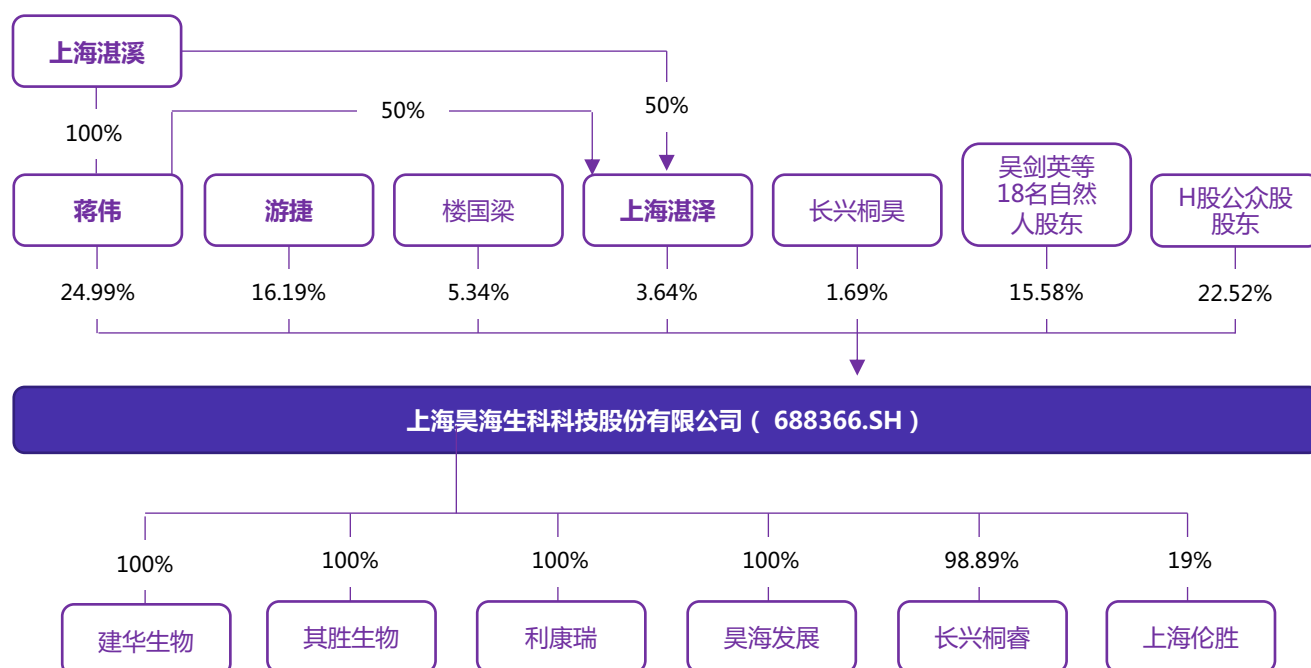 上海湛溪
50%
50%
100%
蒋伟
游捷
楼国梁
上海湛泽
长兴桐昊
吴剑英等
18名自然
人股东
H股公众股
股东
24.99%
16.19%
5.34%
3.64%
1.69%
15.58%
22.52%
上海昊海生科科技股份有限公司（ 688366.SH ）
100%
100%
100%
100%
98.89%
19%
建华生物
其胜生物
利康瑞
昊海发展
长兴桐睿
上海伦胜